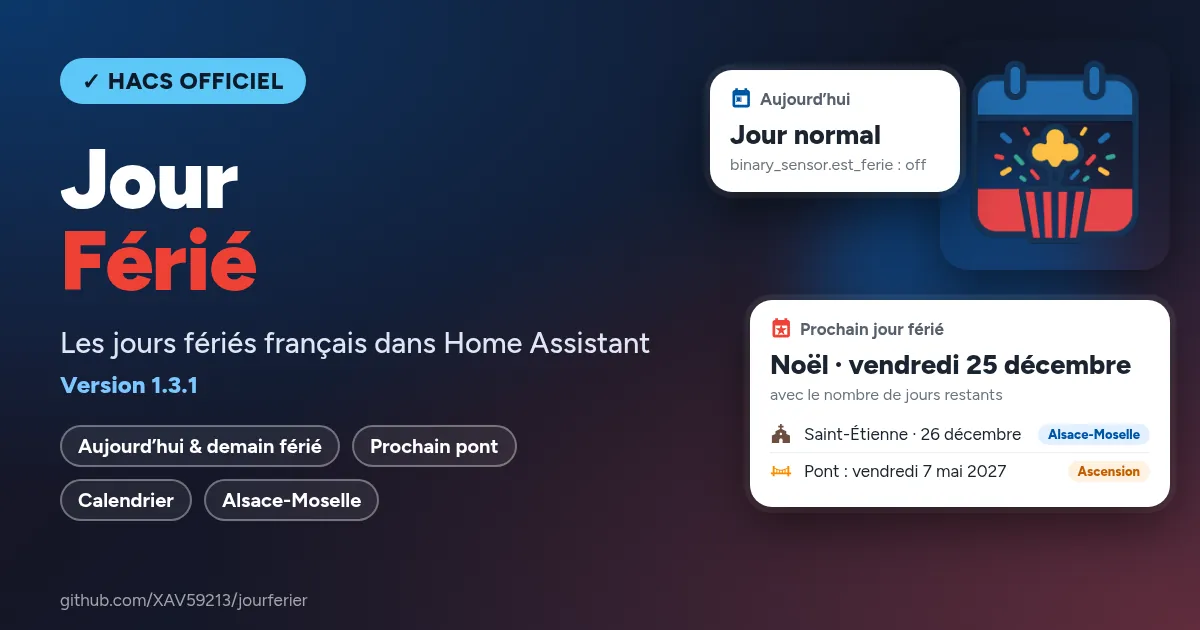 ✓ HACS OFFICIEL
Jour
Férié
Les jours fériés français dans Home Assistant
Version 1.3.1
Aujourd’hui & demain férié
Prochain pont
Calendrier
Alsace-Moselle
github.com/XAV59213/jourferier
Aujourd’hui
Jour normal
binary_sensor.est_ferie : off
Prochain jour férié
Noël · vendredi 25 décembre
avec le nombre de jours restants
Saint-Étienne · 26 décembre
Alsace-Moselle
Pont : vendredi 7 mai 2027
Ascension